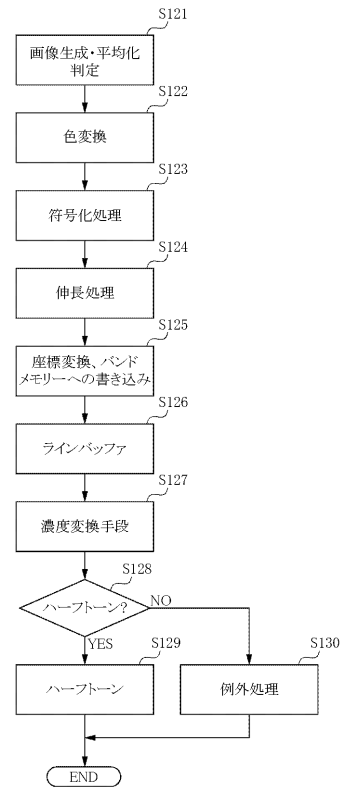 S121
画像生成・平均化
判定
S122
色変換
S123
符号化処理
S124
伸長処理
S125
座標変換、バンド
メモリーへの書き込み
S126
ラインバッファ
S127
濃度変換手段
S128
ハーフトーン?
NO
YES
S129
ハーフトーン
S130
例外処理
END